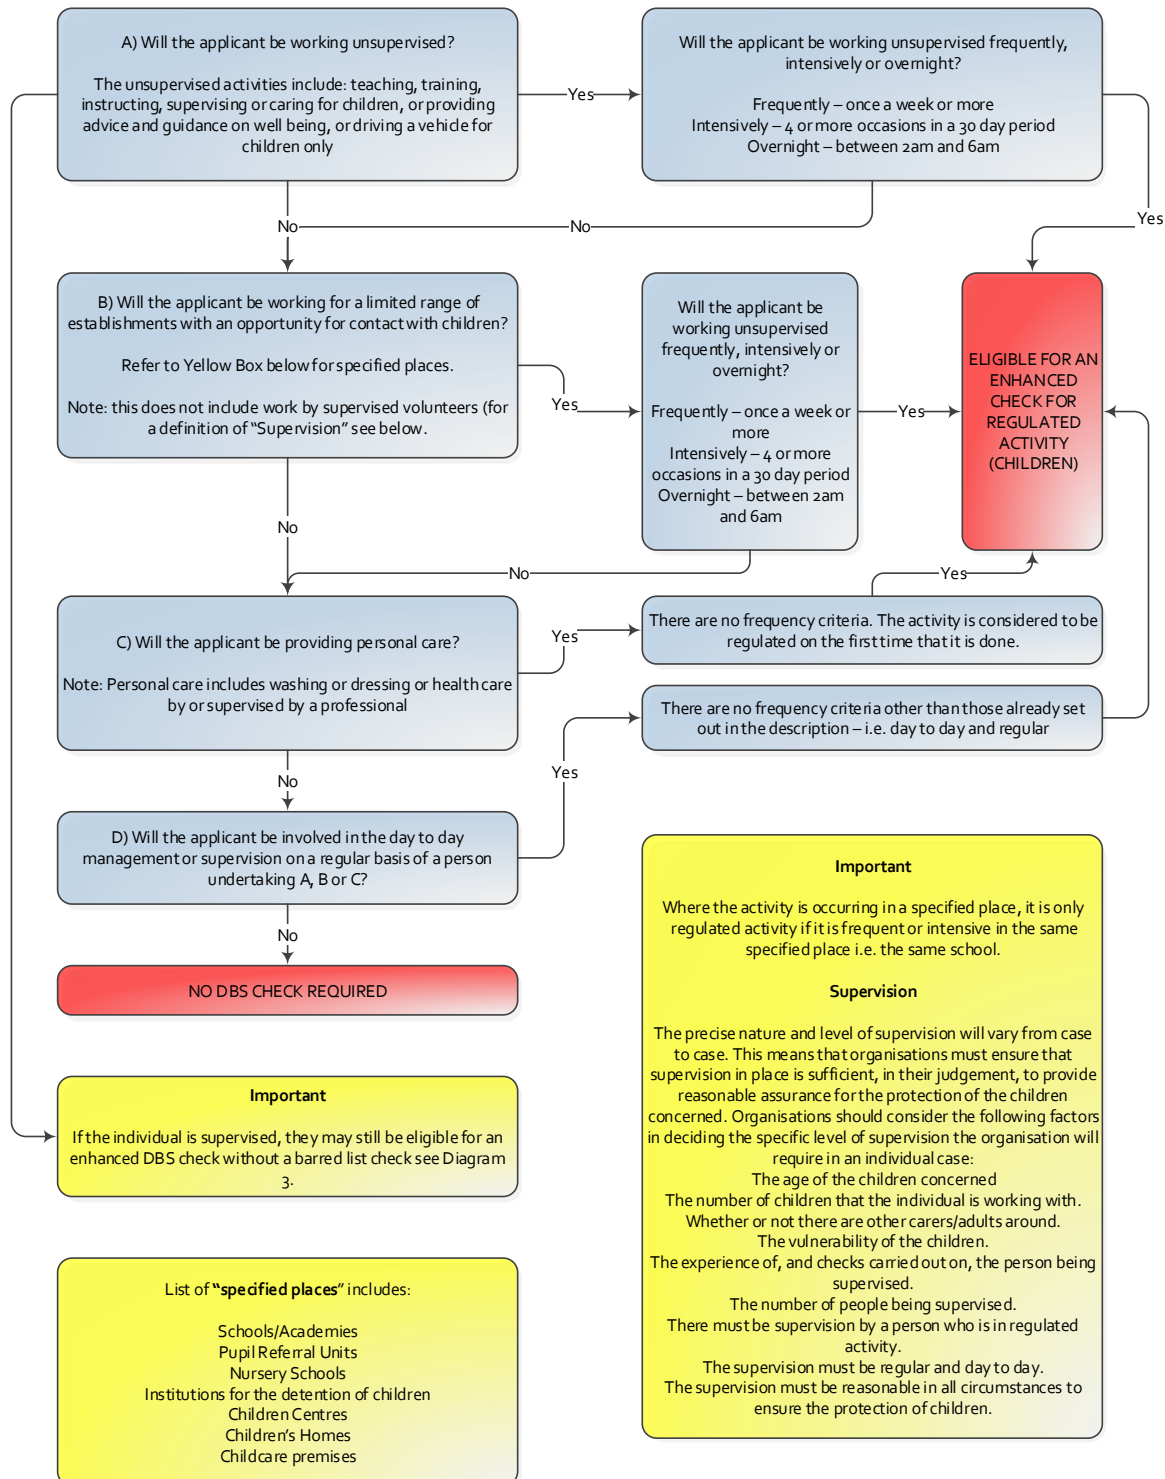 A) Will the applicant be working unsupervised?
The unsupervised activities include: teaching, training,
instructing, supervising or caring for children, or providing
advice and guidance on well being, or driving a vehicle for
children only
Yes
Will the applicant be working unsupervised frequently,
intensively or overnight?
Frequently – once a week or more
Intensively – 4 or more occasions in a 30 day period
Overnight – between 2am and 6am
No
No
Yes
B) Will the applicant be working for a limited range of
establishments with an opportunity for contact with children?
Refer to Yellow Box below for specified places.
Note: this does not include work by supervised volunteers (for
a definition of “Supervision” see below.
Yes
Will the applicant be
working unsupervised
frequently, intensively or
overnight?
Frequently – once a week or
more
Intensively – 4 or more
occasions in a 30 day period
Overnight – between 2am
and 6am
Yes
ELIGIBLE FOR AN
ENHANCED
CHECK FOR
REGULATED
ACTIVITY
(CHILDREN)
No
No
Yes
C) Will the applicant be providing personal care?
Note: Personal care includes washing or dressing or health care
by or supervised by a professional
Yes
There are no frequency criteria. The activity is considered to be
regulated on the first time that it is done.
There are no frequency criteria other than those already set
out in the description – i.e. day to day and regular
No
Yes
D) Will the applicant be involved in the day to day
management or supervision on a regular basis of a person
undertaking A, B or C?
No
NO DBS CHECK REQUIRED
Important
If the individual is supervised, they may still be eligible for an
enhanced DBS check without a barred list check see Diagram
3.
List of “specified places” includes:
Schools/Academies
Pupil Referral Units
Nursery Schools
Institutions for the detention of children
Children Centres
Children’s Homes
Childcare premises
Important
Where the activity is occurring in a specified place, it is only
regulated activity if it is frequent or intensive in the same
specified place i.e. the same school.
Supervision
The precise nature and level of supervision will vary from case
to case. This means that organisations must ensure that
supervision in place is sufficient, in their judgement, to provide
reasonable assurance for the protection of the children
concerned. Organisations should consider the following factors
in deciding the specific level of supervision the organisation will
require in an individual case:
The age of the children concerned
The number of children that the individual is working with.
Whether or not there are other carers/adults around.
The vulnerability of the children.
The experience of, and checks carried out on, the person being
supervised.
The number of people being supervised.
There must be supervision by a person who is in regulated
activity.
The supervision must be regular and day to day.
The supervision must be reasonable in all circumstances to
ensure the protection of children.